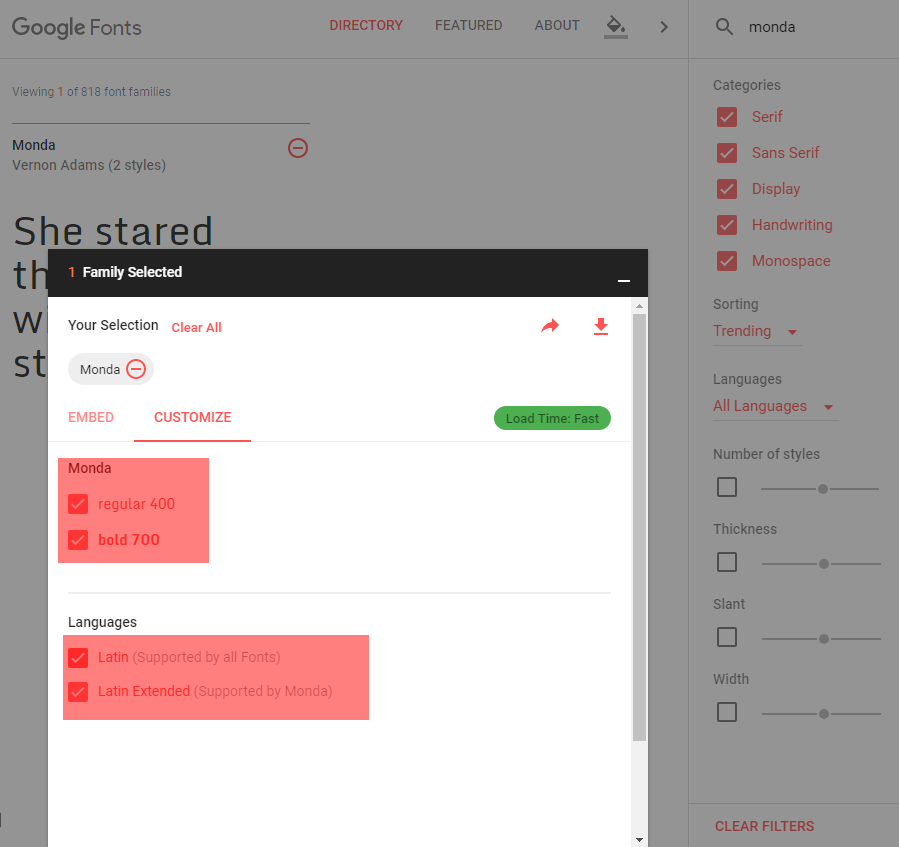 Google Fonts
DIRECTORY
FEATURED
ABOUT
monda
Viewing 1 of 818 font families
Monda
Vernon Adams (2 styles)
She stared
th
wi
st
1 Family Selected
Your Selection Clear All
Monda
EMBED
CUSTOMIZE
Load Time: Fast
Monda
regular 400
bold 700
Languages
Latin (Supported by all Fonts)
Latin Extended (Supported by Monda)
Categories
Serif
Sans Serif
Display
Handwriting
Monospace
Sorting
Trending
Languages
All Languages
Number of styles
Thickness
Slant
Width
CLEAR FILTERS